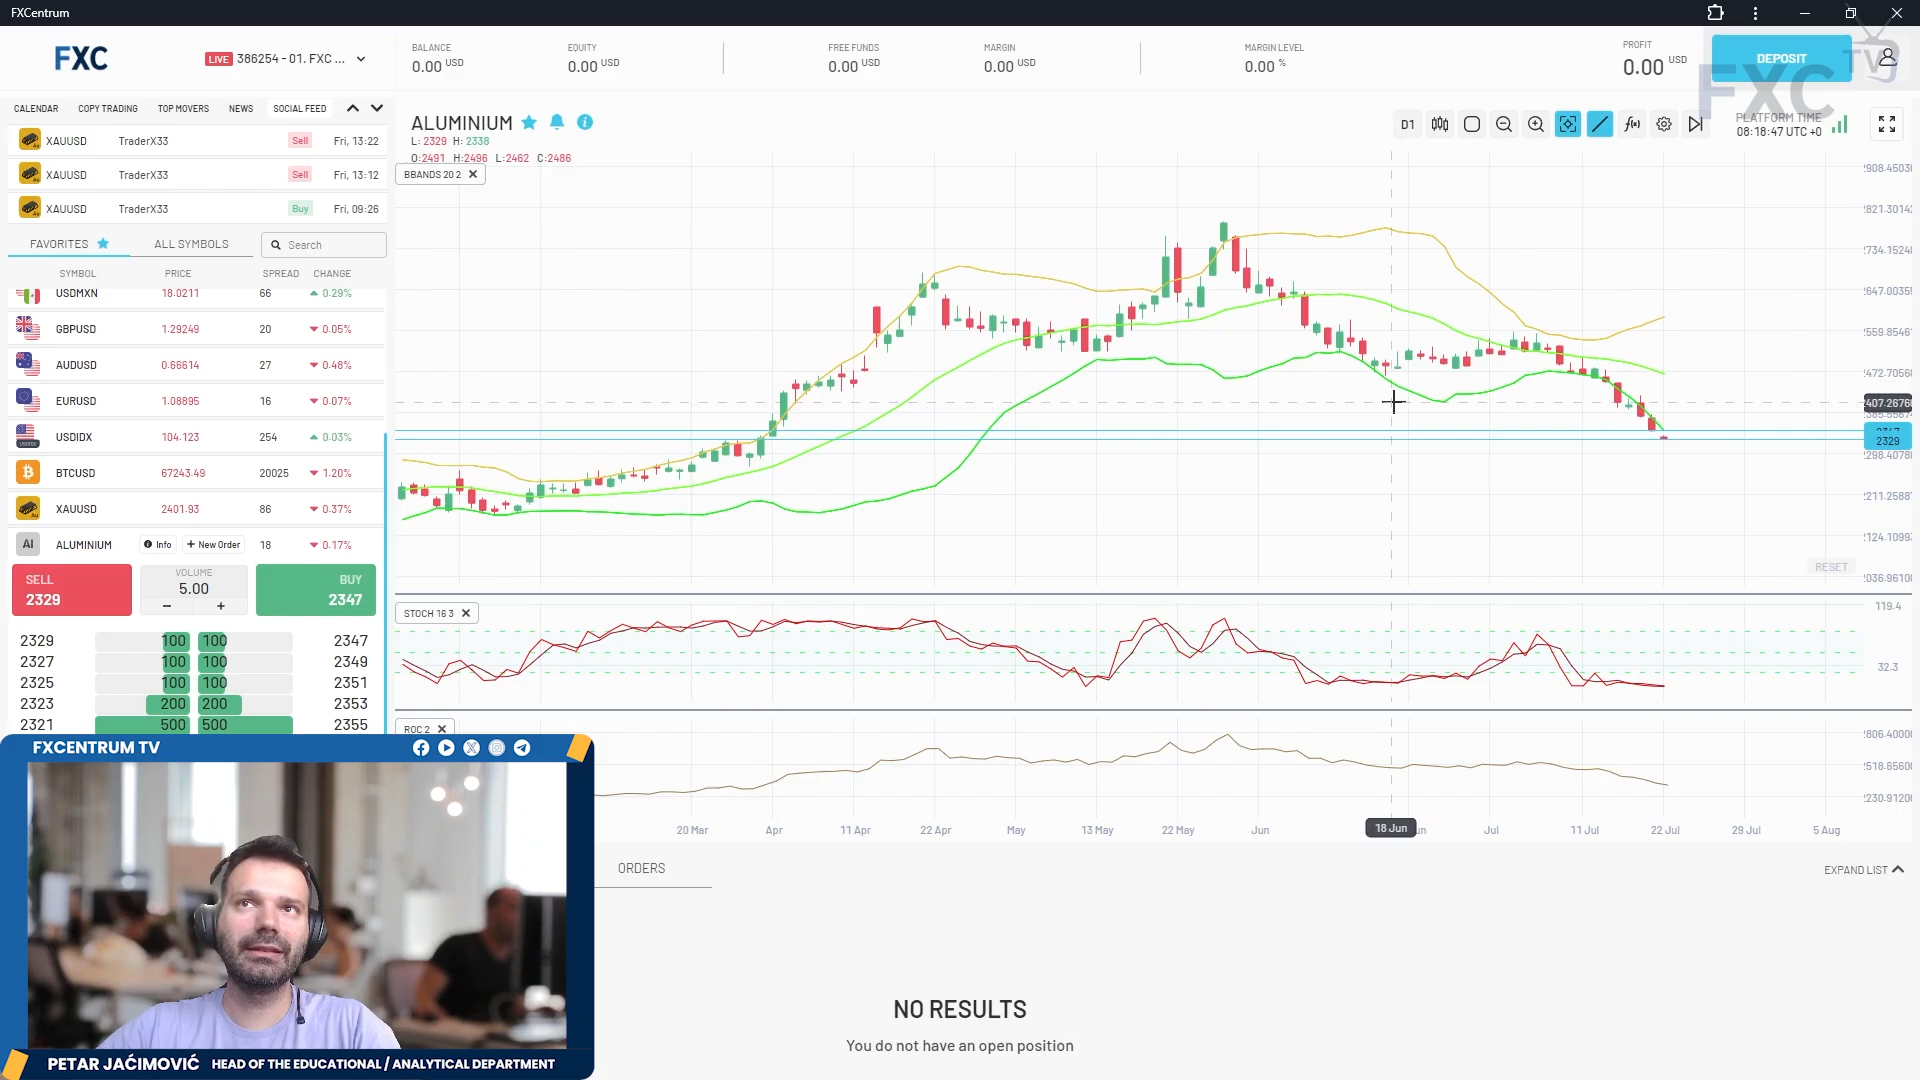 FXCentrum
FXC
LIVE 386254 - 01. FXC ...
BALANCE
0.00 USD
EQUITY
0.00 USD
FREE FUNDS
0.00 USD
MARGIN
0.00 USD
MARGIN LEVEL
0.00 %
PROFIT
0.00 USD
DEPOSIT
FXC TV
CALENDAR COPY TRADING TOP MOVERS NEWS SOCIAL FEED
XAUUSD TraderX33 Sell Fri, 13:22
XAUUSD TraderX33 Sell Fri, 13:12
XAUUSD TraderX33 Buy Fri, 09:26
FAVORITES ALL SYMBOLS Search
SYMBOL PRICE SPREAD CHANGE
USDMXN 18.0211 66 0.29%
GBPUSD 1.29249 20 0.05%
AUDUSD 0.66614 27 0.48%
EURUSD 1.08895 16 0.07%
USDIDX 104.123 254 0.03%
BTCUSD 67243.49 20025 1.20%
XAUUSD 2401.93 86 0.37%
AI ALUMINIUM Info + New Order 18 0.17%
SELL
2329
VOLUME
5.00
− +
BUY
2347
2329 100 100 2347
2327 100 100 2349
2325 100 100 2351
2323 200 200 2353
2321 500 500 2355
ALUMINIUM
L: 2329 H: 2338
O:2491 H:2496 L:2462 C:2486
BBANDS 20 2
D1
PLATFORM TIME
08:18:47 UTC +0
2329
RESET
STOCH 16 3
119.4
32.3
ROC 2
20 Mar Apr 11 Apr 22 Apr May 13 May 22 May Jun 18 Jun Jul 11 Jul 22 Jul 29 Jul 5 Aug
ORDERS
EXPAND LIST
NO RESULTS
You do not have an open position
FXCENTRUM TV
PETAR JAĆIMOVIĆ HEAD OF THE EDUCATIONAL / ANALYTICAL DEPARTMENT